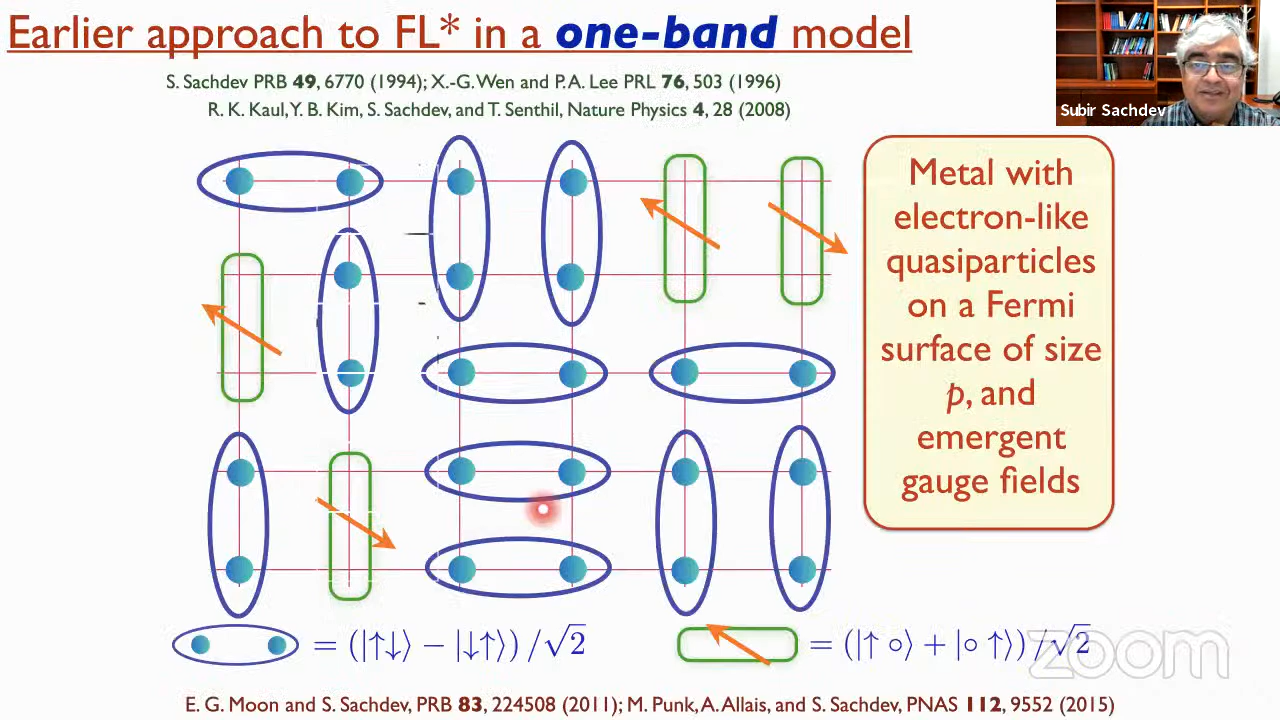 Earlier approach to FL* in a one-band model
S. Sachdev PRB 49, 6770 (1994); X.-G. Wen and P. A. Lee PRL 76, 503 (1996)
R. K. Kaul, Y. B. Kim, S. Sachdev, and T. Senthil, Nature Physics 4, 28 (2008)
Subir Sachdev
Metal with
electron-like
quasiparticles
on a Fermi
surface of size
p, and
emergent
gauge fields
= (|↑↓⟩ − |↓↑⟩) /√2
= (|↑ ∘⟩ + |∘ ↑⟩) /√2
zoom
E. G. Moon and S. Sachdev, PRB 83, 224508 (2011); M. Punk, A. Allais, and S. Sachdev, PNAS 112, 9552 (2015)